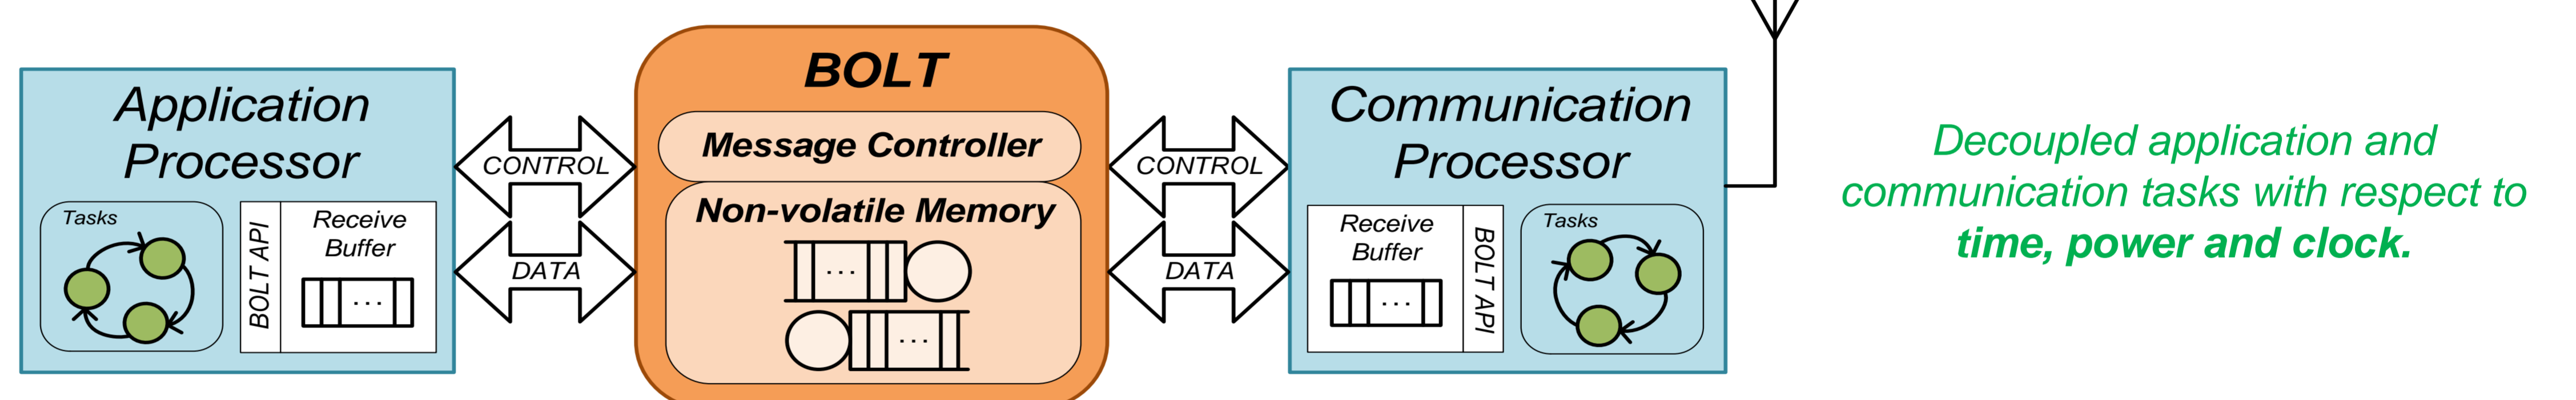 Application
Processor
Tasks
BOLT API
Receive
Buffer
...
CONTROL
DATA
BOLT
Message Controller
Non-volatile Memory
...
...
CONTROL
DATA
Communication
Processor
Receive
Buffer
...
BOLT API
Tasks
Decoupled application and
communication tasks with respect to
time, power and clock.